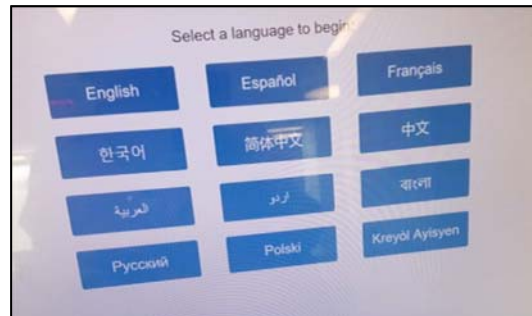 Select a language to begin
English
Español
Français
한국어
简体中文
中文
العربية
اردو
বাংলা
Русский
Polski
Kreyòl Ayisyen